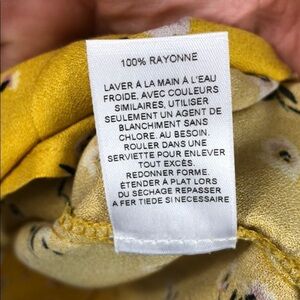 100% RAYONNE
LAVER À LA MAIN À L'EAU
FROIDE, AVEC COULEURS
SIMILAIRES, UTILISER
SEULEMENT UN AGENT DE
BLANCHIMENT SANS
CHLORE. AU BESOIN.
ROULER DANS UNE
SERVIETTE POUR ENLEVER
TOUT EXCÈS.
REDONNER FORME.
ÉTENDRE À PLAT LORS
DU SÉCHAGE REPASSER
A FER TIEDE SI NECESSAIRE